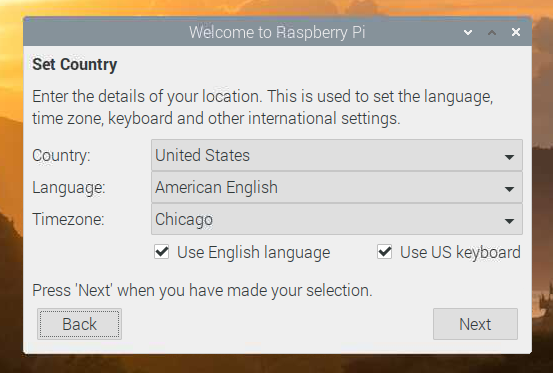 Welcome to Raspberry Pi
Set Country
Enter the details of your location. This is used to set the language,
time zone, keyboard and other international settings.
Country: United States
Language: American English
Timezone: Chicago
Use English language Use US keyboard
Press 'Next' when you have made your selection.
Back Next